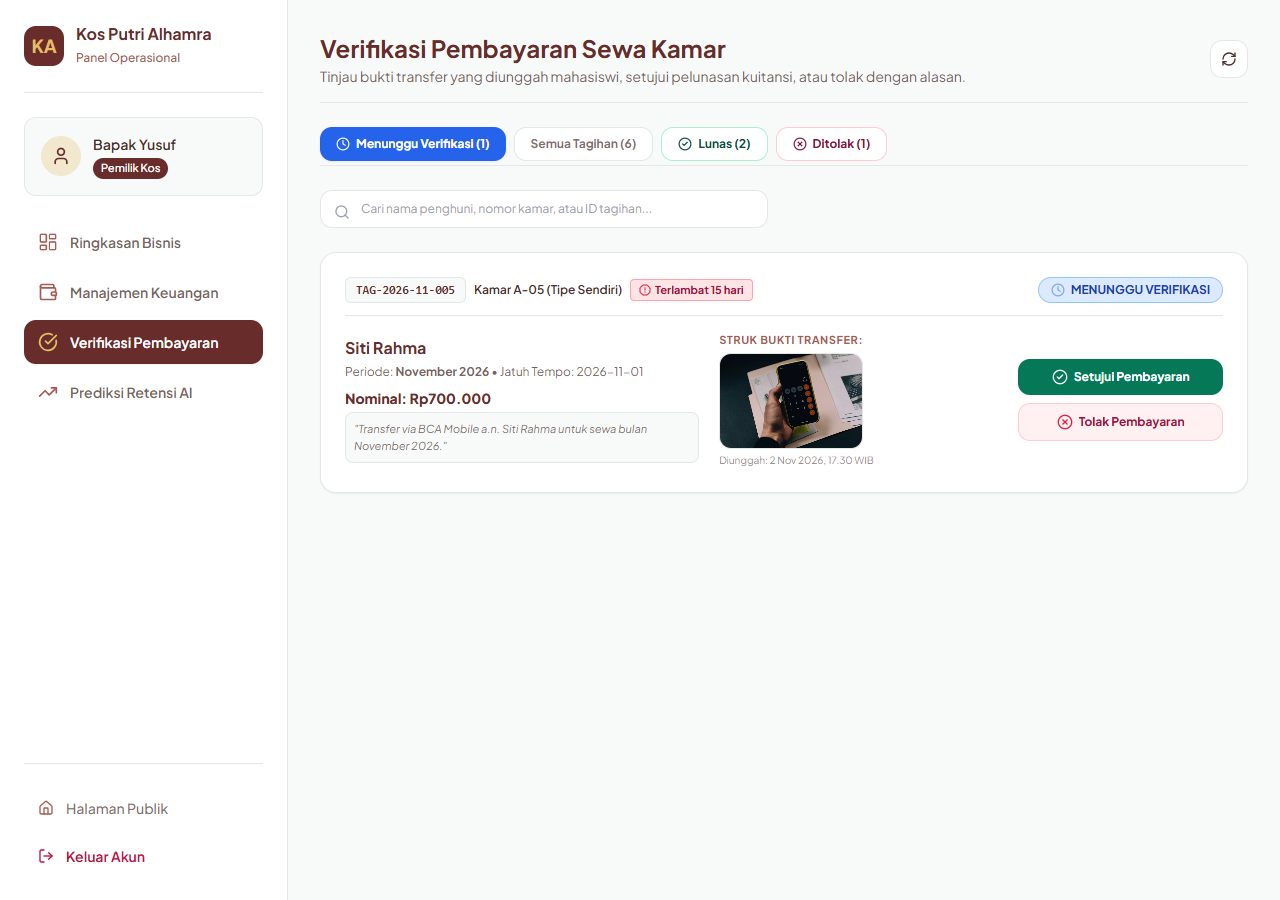 KA
Kos Putri Alhamra
Panel Operasional
Bapak Yusuf
Pemilik Kos
Ringkasan Bisnis
Manajemen Keuangan
Verifikasi Pembayaran
Prediksi Retensi AI
Halaman Publik
Keluar Akun
Verifikasi Pembayaran Sewa Kamar
Tinjau bukti transfer yang diunggah mahasiswi, setujui pelunasan kuitansi, atau tolak dengan alasan.
Menunggu Verifikasi (1)
Semua Tagihan (6)
Lunas (2)
Ditolak (1)
Cari nama penghuni, nomor kamar, atau ID tagihan...
TAG-2026-11-005
Kamar A-05 (Tipe Sendiri)
Terlambat 15 hari
MENUNGGU VERIFIKASI
Siti Rahma
Periode: November 2026 • Jatuh Tempo: 2026-11-01
Nominal: Rp700.000
"Transfer via BCA Mobile a.n. Siti Rahma untuk sewa bulan
November 2026."
STRUK BUKTI TRANSFER:
Diunggah: 2 Nov 2026, 17.30 WIB
Setujui Pembayaran
Tolak Pembayaran